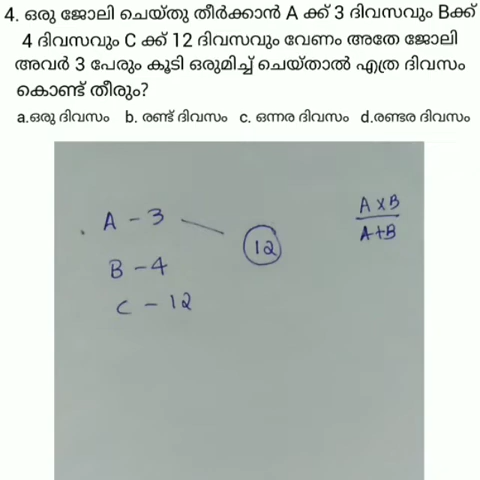 4. ഒരു ജോലി ചെയ്തു തീർക്കാൻ A ക്ക് 3 ദിവസവും Bക്ക്
4 ദിവസവും C ക്ക് 12 ദിവസവും വേണം അതേ ജോലി
അവർ 3 പേരും കൂടി ഒരുമിച്ച് ചെയ്താൽ എത്ര ദിവസം
കൊണ്ട് തീരും?
a.ഒരു ദിവസം b. രണ്ട് ദിവസം c. ഒന്നര ദിവസം d.രണ്ടര ദിവസം
A - 3
12
A×B
A+B
B - 4
C - 12